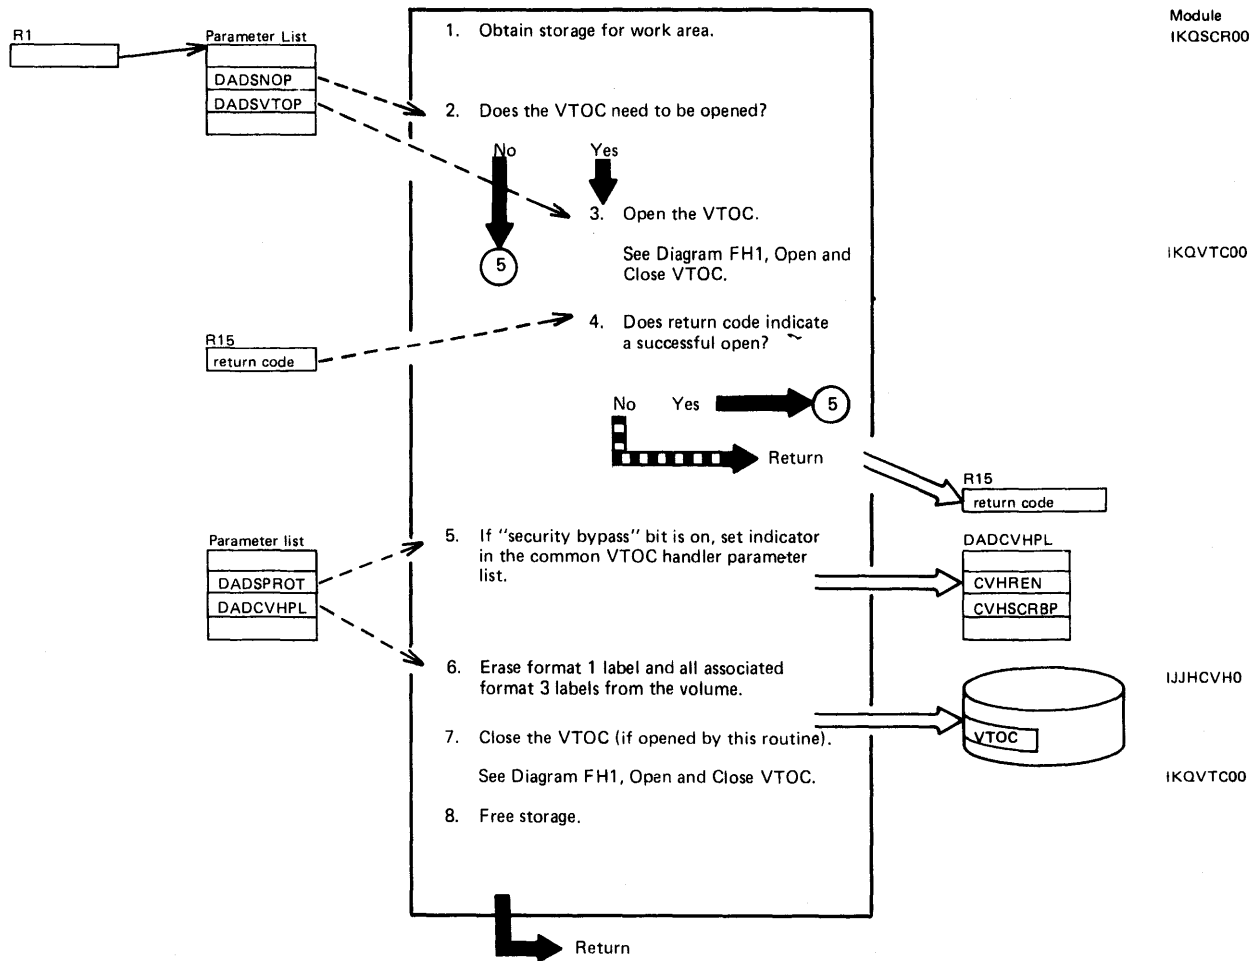 R1
Parameter List
DADSNOP
DADSVTOP
Module
IKQSCR00
1. Obtain storage for work area.
2. Does the VTOC need to be opened?
No Yes
3. Open the VTOC.
See Diagram FH1, Open and
Close VTOC.
IKQVTC00
5
4. Does return code indicate
a successful open?
R15
return code
No Yes 5
Return
R15
return code
Parameter list
DADSPROT
DADCVHPL
5. If "security bypass" bit is on, set indicator
in the common VTOC handler parameter
list.
DADCVHPL
CVHREN
CVHSCRBP
6. Erase format 1 label and all associated
format 3 labels from the volume.
IJJHCVH0
VTOC
7. Close the VTOC (if opened by this routine).
See Diagram FH1, Open and Close VTOC.
IKQVTC00
8. Free storage.
Return